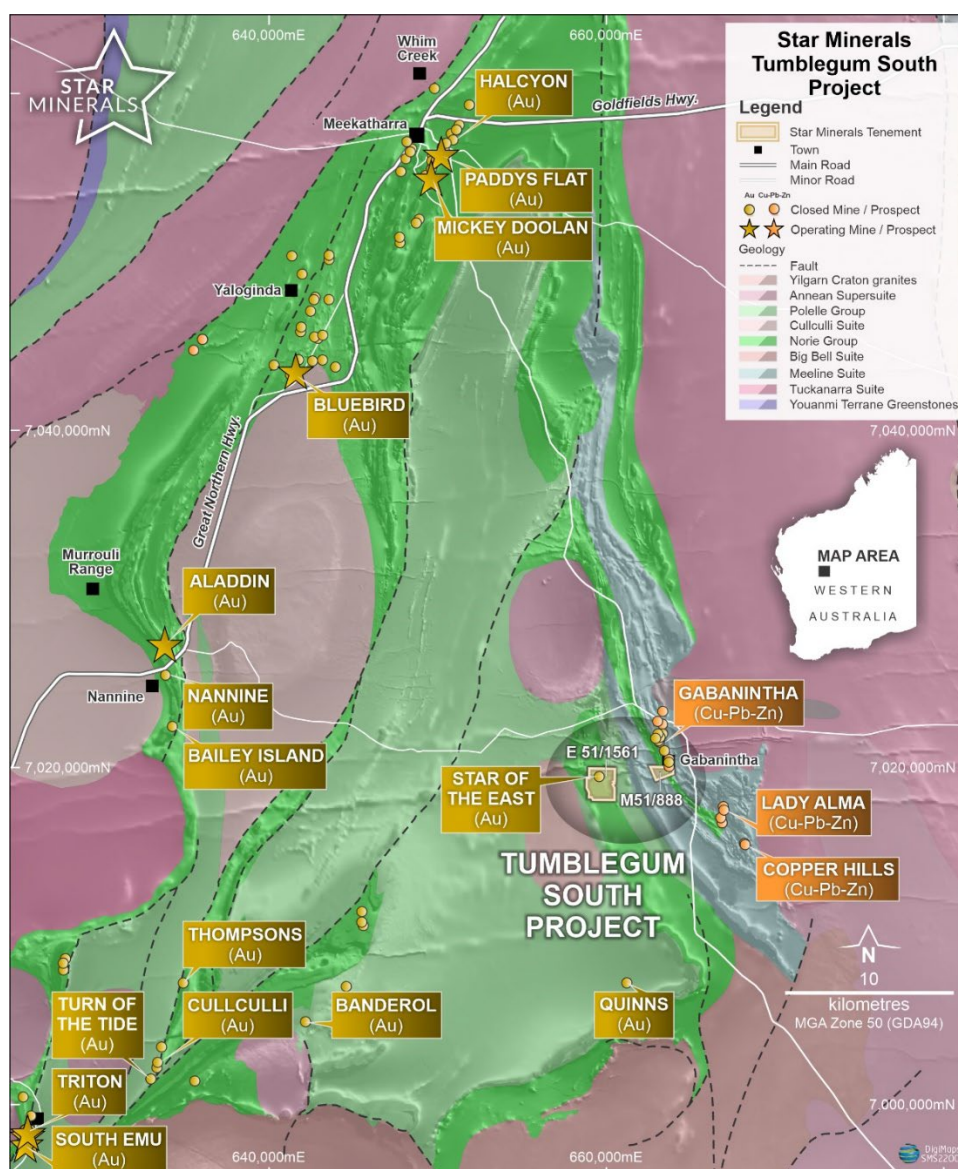 STAR
MINERALS
640,000mE
660,000mE
Star Minerals
Tumblegum South
Project
Legend
Star Minerals Tenement
Town
Main Road
Minor Road
Au Cu-Pb-Zn
Closed Mine / Prospect
Operating Mine / Prospect
Geology
Fault
Yilgarn Craton granites
Annean Supersuite
Polelle Group
Cullculli Suite
Norie Group
Big Bell Suite
Meeline Suite
Tuckanarra Suite
Youanmi Terrane Greenstones
Whim
Creek
HALCYON
(Au)
Goldfields Hwy.
Meekatharra
PADDYS FLAT
(Au)
MICKEY DOOLAN
(Au)
Yaloginda
BLUEBIRD
(Au)
7,040,000mN
7,040,000mN
Great Northern Hwy.
Murrouli
Range
ALADDIN
(Au)
MAP AREA
WESTERN
AUSTRALIA
Nannine
NANNINE
(Au)
BAILEY ISLAND
(Au)
GABANINTHA
(Cu-Pb-Zn)
E 51/1561
Gabanintha
7,020,000mN
7,020,000mN
STAR OF
THE EAST
(Au)
M51/888
LADY ALMA
(Cu-Pb-Zn)
COPPER HILLS
(Cu-Pb-Zn)
TUMBLEGUM
SOUTH
PROJECT
THOMPSONS
(Au)
TURN OF
THE TIDE
(Au)
CULLCULLI
(Au)
BANDEROL
(Au)
QUINNS
(Au)
N
10
kilometres
MGA Zone 50 (GDA94)
TRITON
(Au)
SOUTH EMU
(Au)
7,000,000mN
640,000mE
660,000mE
DigiMaps